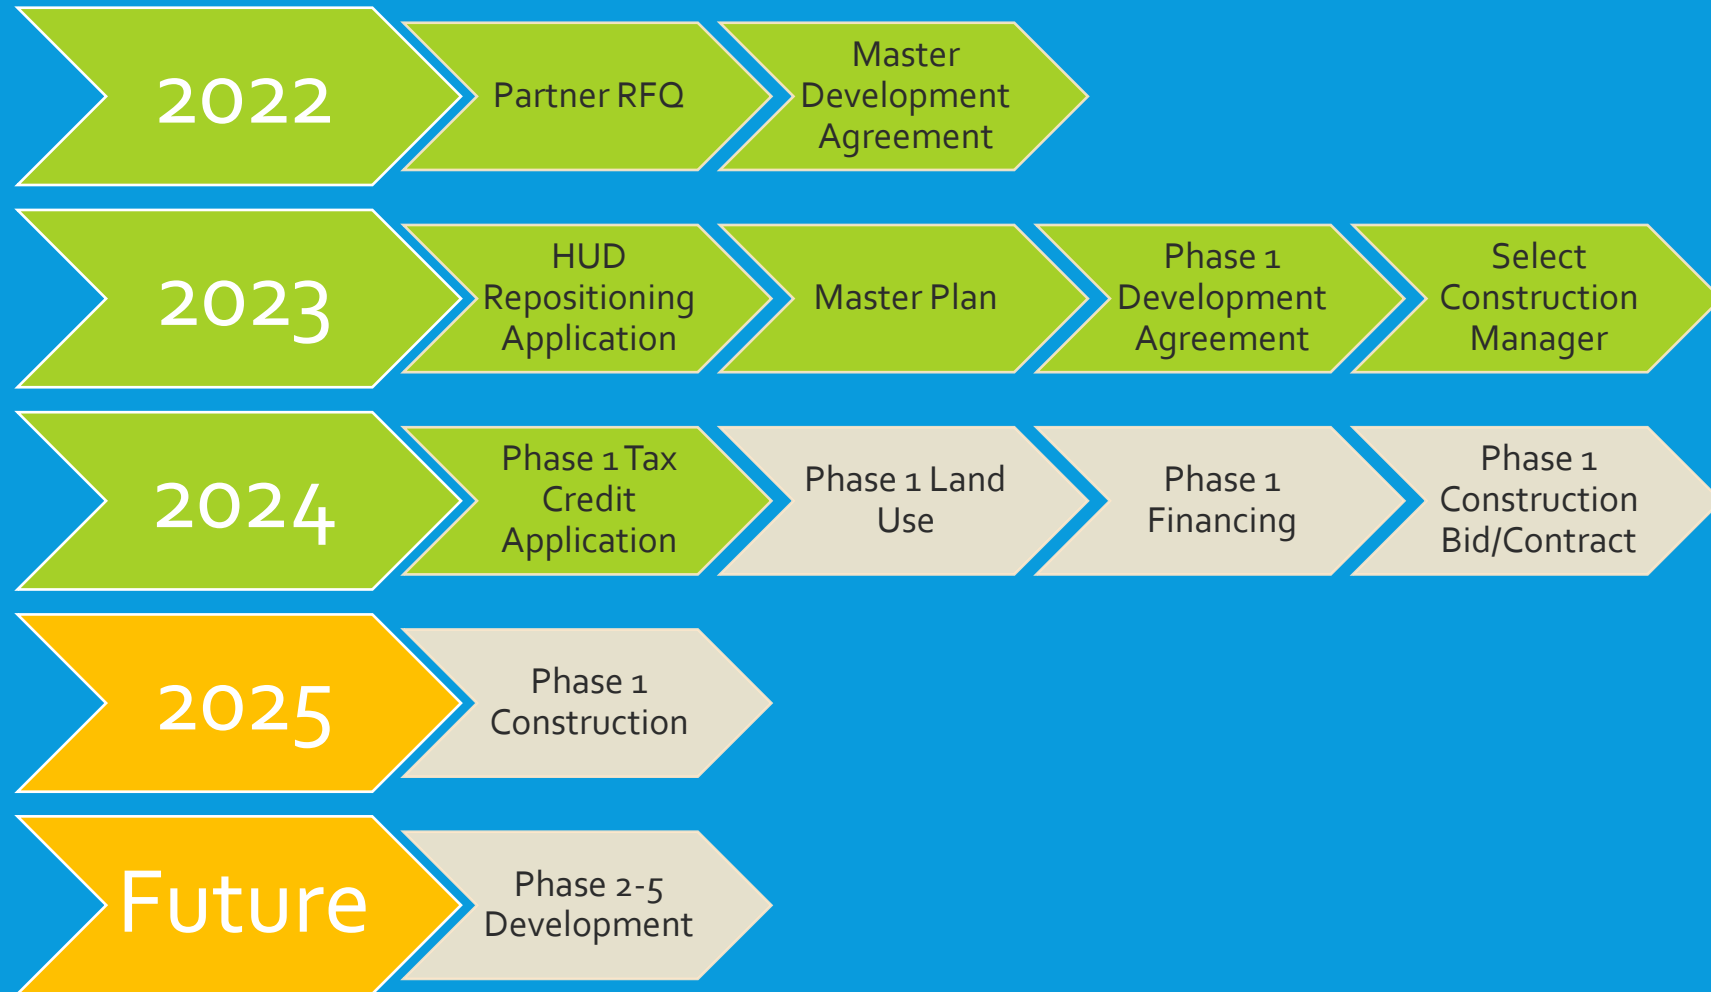 2022
Partner RFQ
Master
Development
Agreement
2023
HUD
Repositioning
Application
Master Plan
Phase 1
Development
Agreement
Select
Construction
Manager
2024
Phase 1 Tax
Credit
Application
Phase 1 Land
Use
Phase 1
Financing
Phase 1
Construction
Bid/Contract
2025
Phase 1
Construction
Future
Phase 2-5
Development